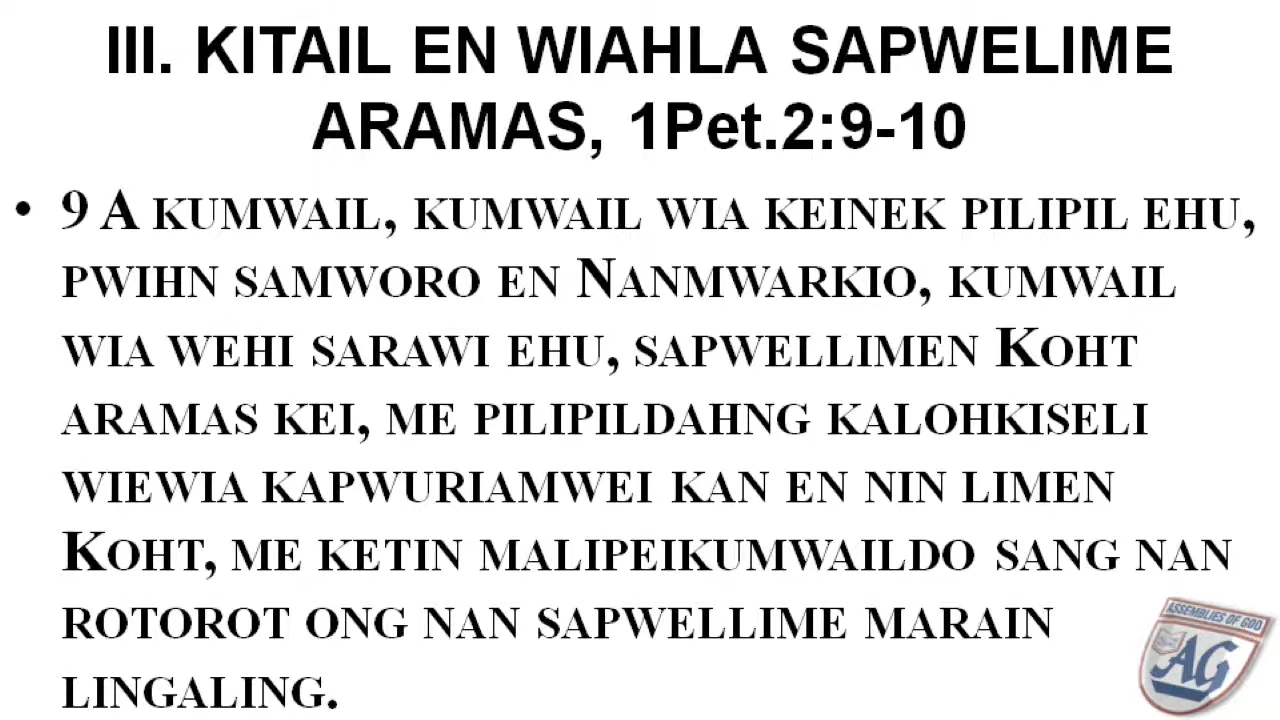 III. KITAIL EN WIAHLA SAPWELIME
ARAMAS, 1Pet.2:9-10
• 9 A KUMWAIL, KUMWAIL WIA KEINEK PILIPIL EHU,
PWIHN SAMWORO EN NANMWARKIO, KUMWAIL
WIA WEHI SARAWI EHU, SAPWELLIMEN KOHT
ARAMAS KEI, ME PILIPILDAHNG KALOHKISELI
WIEWIA KAPWURIAMWEI KAN EN NIN LIMEN
KOHT, ME KETIN MALIPEIKUMWAILDO SANG NAN
ROTOROT ONG NAN SAPWELLIME MARAIN
LINGALING.
ASSEMBLIES OF GOD
AG